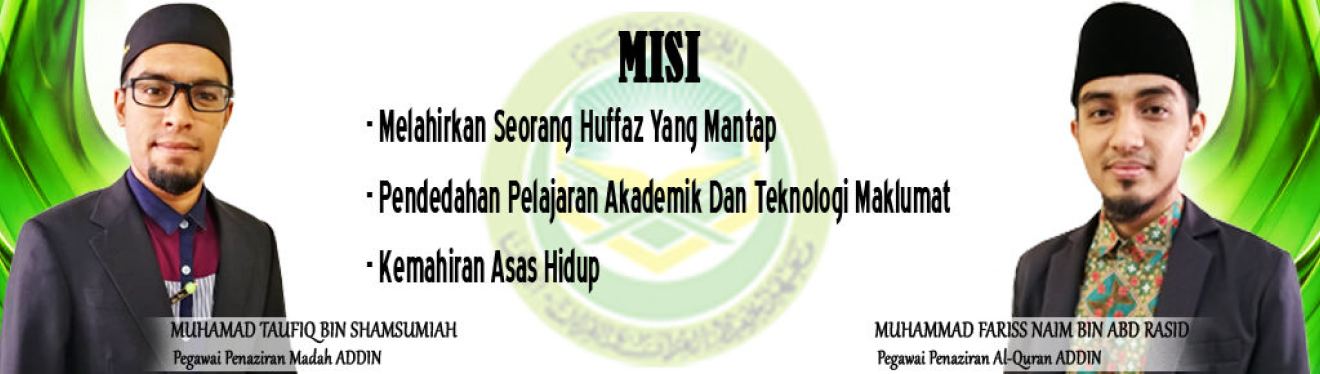 MISI
- Melahirkan Seorang Huffaz Yang Mantap
- Pendedahan Pelajaran Akademik Dan Teknologi Maklumat
- Kemahiran Asas Hidup
MUHAMAD TAUFIQ BIN SHAMSUMIAH
Pegawai Penaziran Madah ADDIN
MUHAMMAD FARISS NAIM BIN ABD RASID
Pegawai Penaziran Al-Quran ADDIN